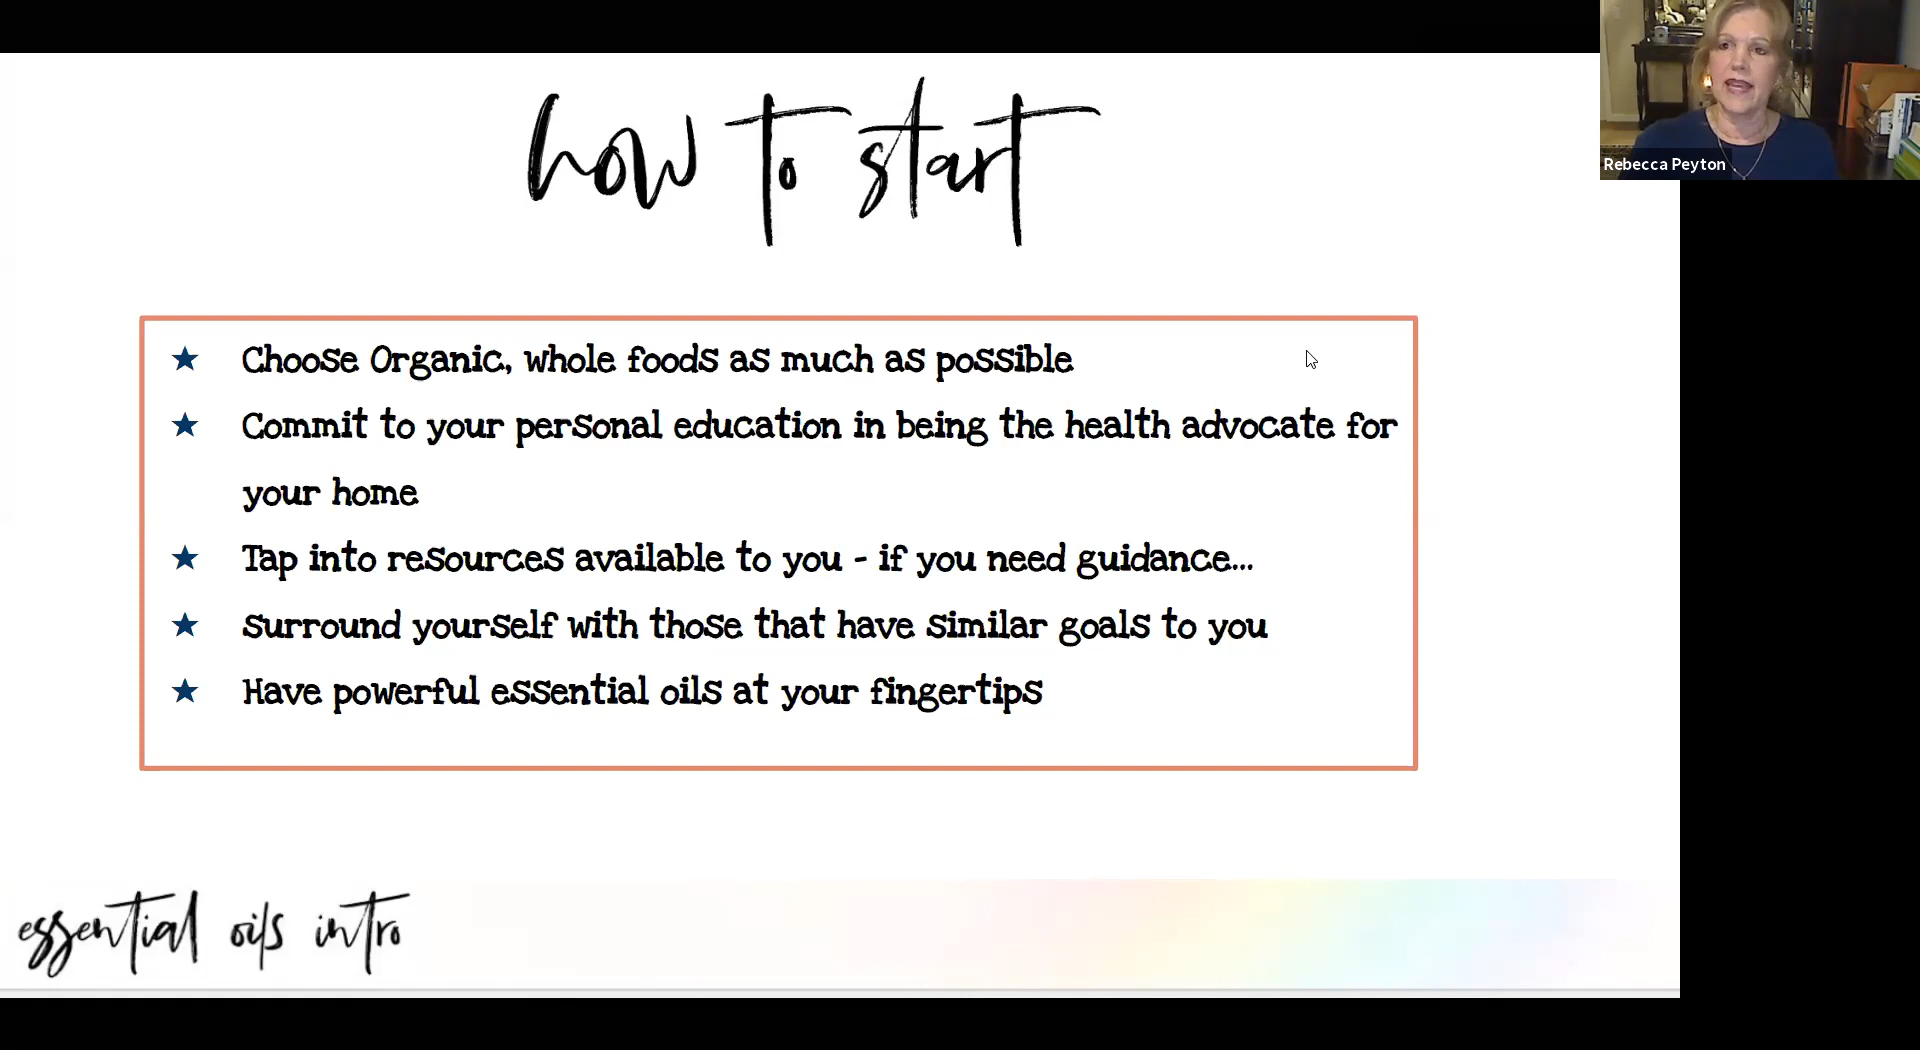 how to start
Rebecca Peyton
Choose Organic, whole foods as much as possible
Commit to your personal education in being the health advocate for
your home
Tap into resources available to you - if you need guidance...
surround yourself with those that have similar goals to you
Have powerful essential oils at your fingertips
essential oils intro